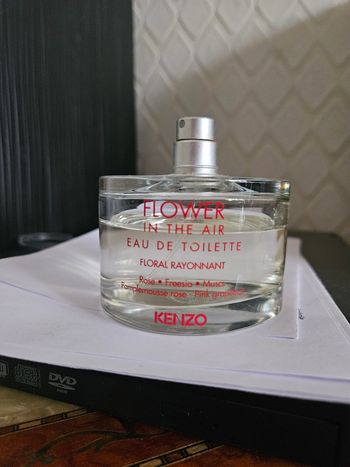 FLOWER
IN THE AIR
EAU DE TOILETTE
FLORAL RAYONNANT
Rose • Freesia • Musc
Pamplemousse rose - Pink grapefruit
KENZO
DVD